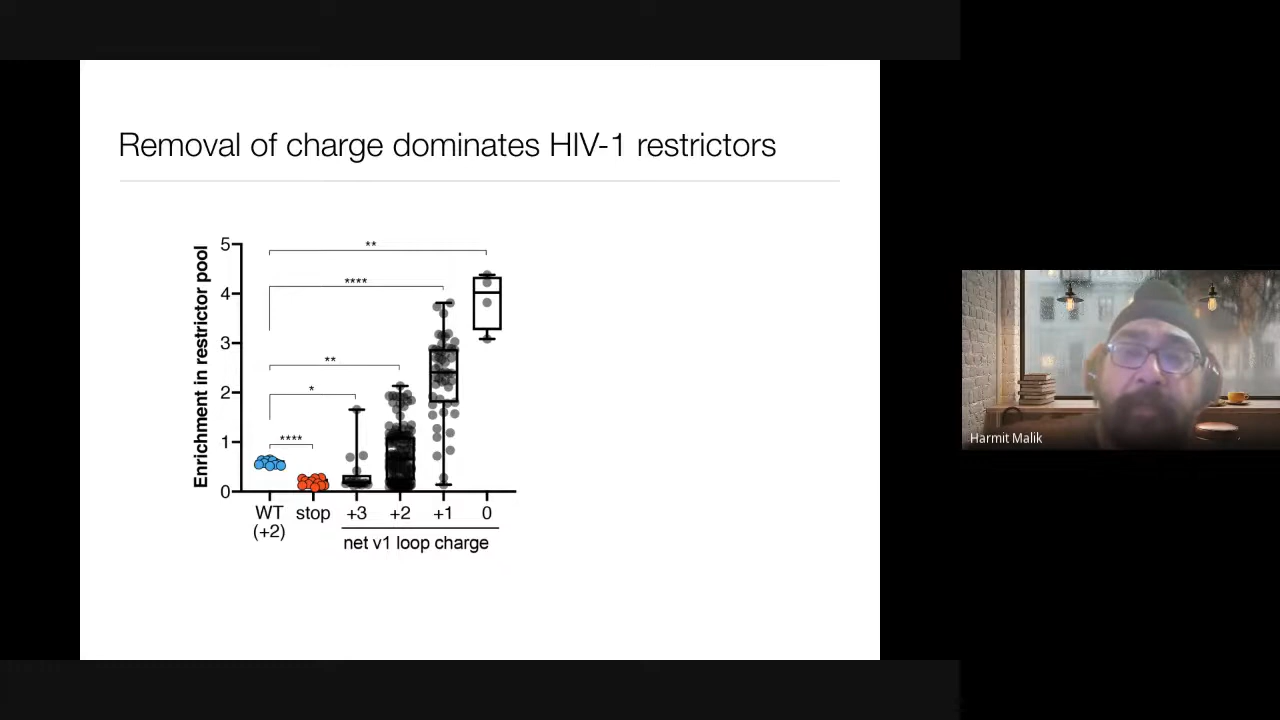 Removal of charge dominates HIV-1 restrictors
Enrichment in restrictor pool
5
4
3
2
1
0
**
****
**
*
****
WT
(+2)
stop
+3
+2
+1
0
net v1 loop charge
Harmit Malik